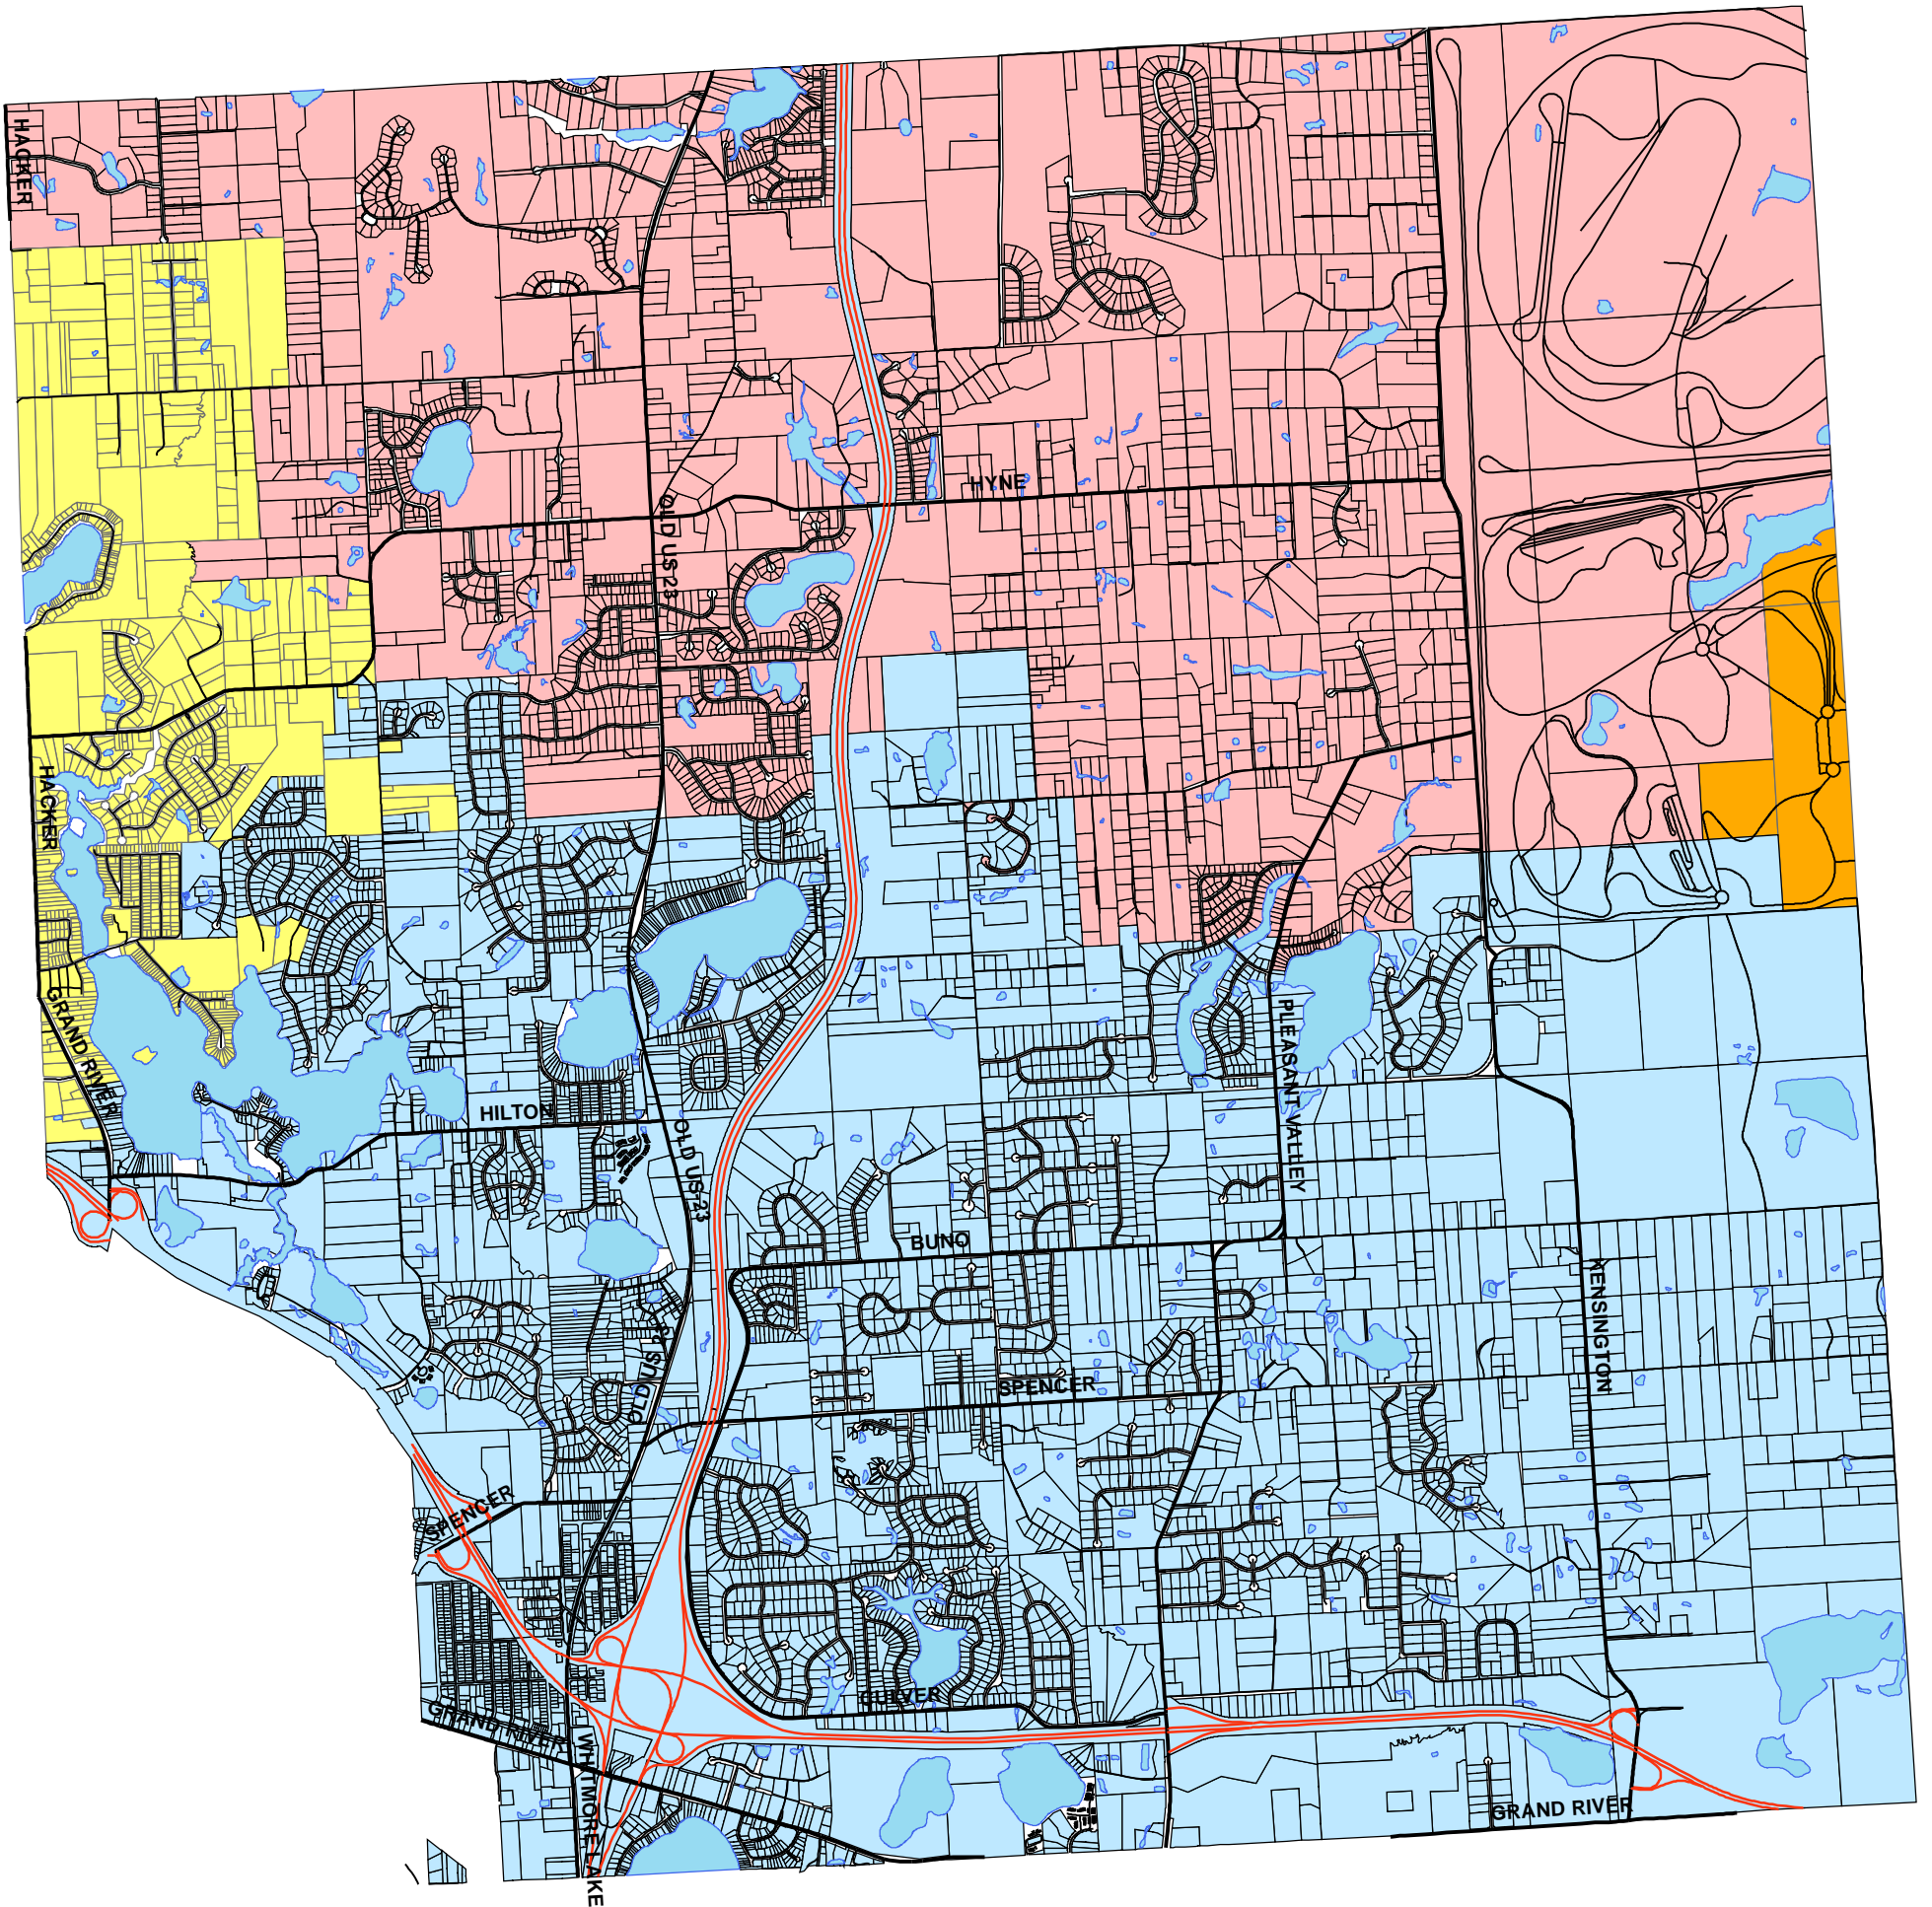 HACKER
HYNE
OLD US-23
HACKER
GRAND RIVER
PLEASANT VALLEY
HILTON
OLD US-23
BUNO
KENSINGTON
OLD US-23
SPENCER
SPENCER
CULVER
GRAND RIVER
WHITMORE LAKE
GRAND RIVER